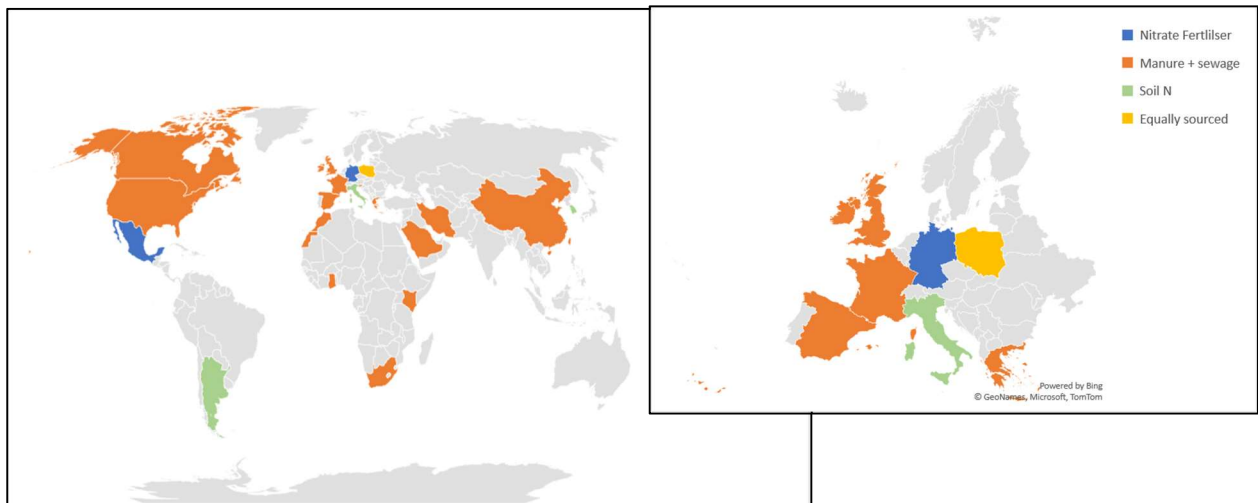 Nitrate Fertlilser
Manure + sewage
Soil N
Equally sourced
Powered by Bing
© GeoNames, Microsoft, TomTom